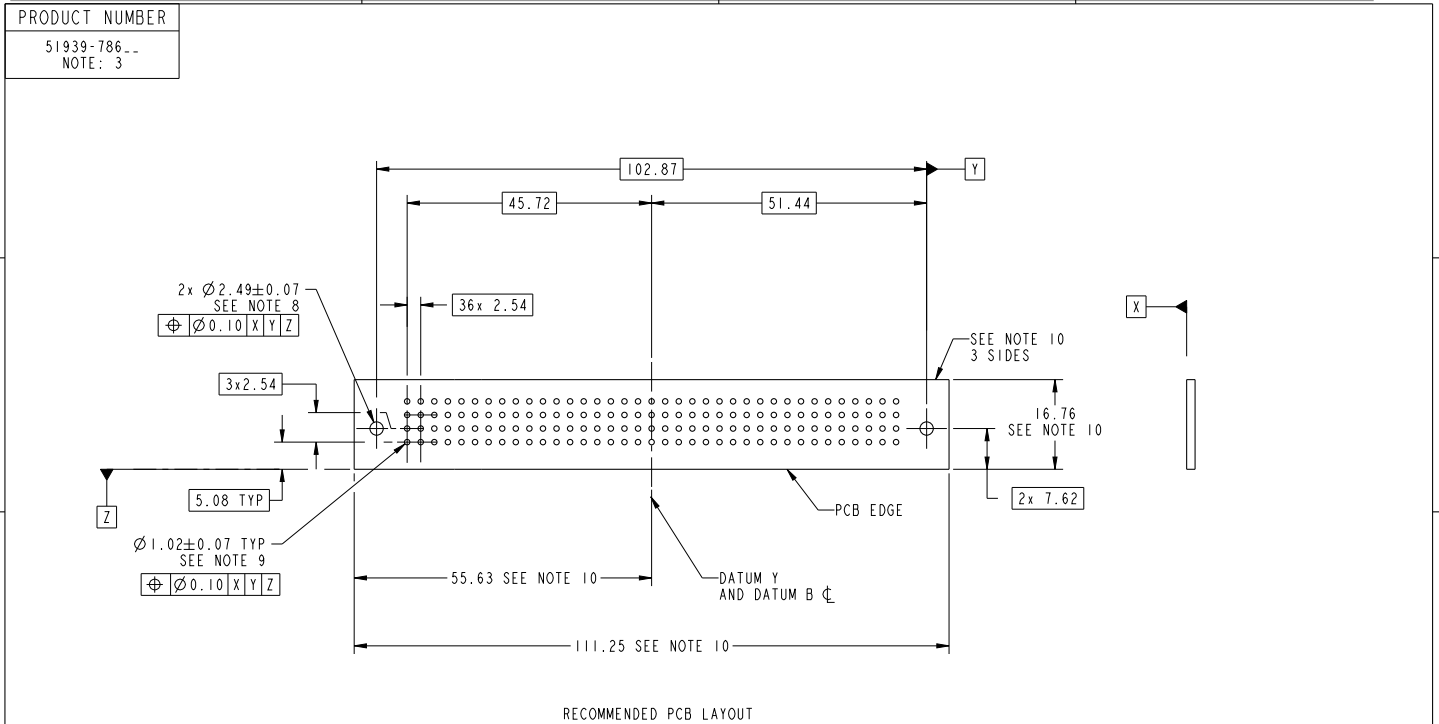 PRODUCT NUMBER
51939-786__
NOTE: 3
102.87
Y
45.72
51.44
2x Ø2.49±0.07
SEE NOTE 8
⌖ Ø0.10 X Y Z
36x 2.54
X
SEE NOTE 10
3 SIDES
3x2.54
16.76
SEE NOTE 10
5.08 TYP
2x 7.62
Z
PCB EDGE
Ø1.02±0.07 TYP
SEE NOTE 9
⌖ Ø0.10 X Y Z
55.63 SEE NOTE 10
DATUM Y
AND DATUM B ℄
111.25 SEE NOTE 10
RECOMMENDED PCB LAYOUT